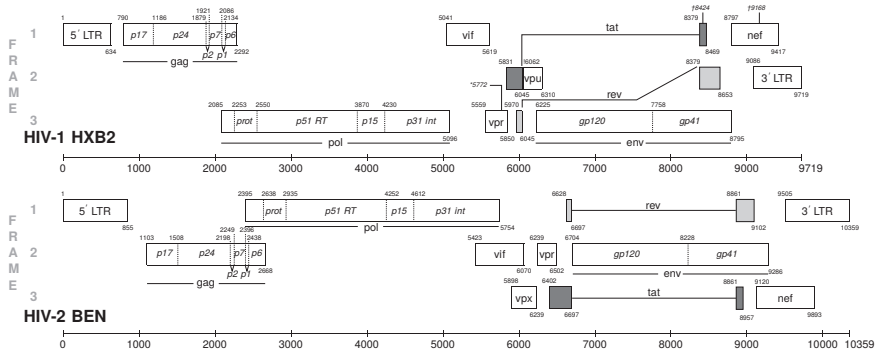 1 790 1186 1879 1921 2086 2134 5041 †8424 8379 8797 †9168
FRAME
1 5´ LTR p17 p24 p7 p6 vif tat nef
634 p2 p1 2292 5619 8469 9417
gag
5831 !6062 8379 9086
2 vpu 3´ LTR
*5772 6045 6310 rev 8653 9719
2085 2253 2550 3870 4230 5559 5970 6225 7758
3 prot p51 RT p15 p31 int vpr gp120 gp41
5096 5850 6045 8795
pol env
HIV-1 HXB2
0 1000 2000 3000 4000 5000 6000 7000 8000 9000 9719
1 2395 2638 2935 4252 4612 6628 8861 9505
FRAME
1 5´ LTR prot p51 RT p15 p31 int rev 3´ LTR
855 5754 6697 9102 10359
pol
1103 1508 2198 2249 2396 2438 5423 6239 6704 8228
2 p17 p24 p7 p6 vif vpr gp120 gp41
p2 p1 2668 6070 6502 9286
gag env
5898 6402 8861 9120
3 vpx tat nef
6239 6697 8957 9893
HIV-2 BEN
0 1000 2000 3000 4000 5000 6000 7000 8000 9000 10000 10359